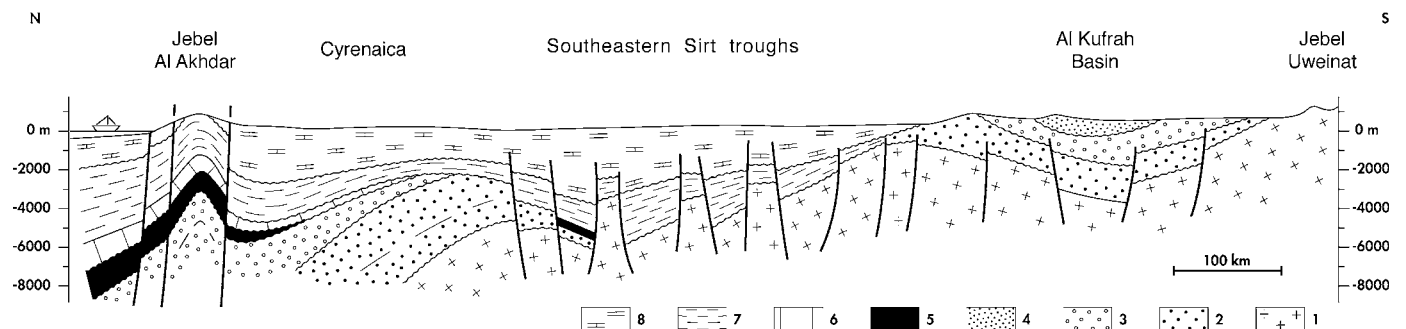 N S
Jebel
Al Akhdar
Cyrenaica
Southeastern Sirt troughs
Al Kufrah
Basin
Jebel
Uweinat
0 m
-2000
-4000
-6000
-8000
0 m
-2000
-4000
-6000
-8000
100 km
8 7 6 5 4 3 2 1